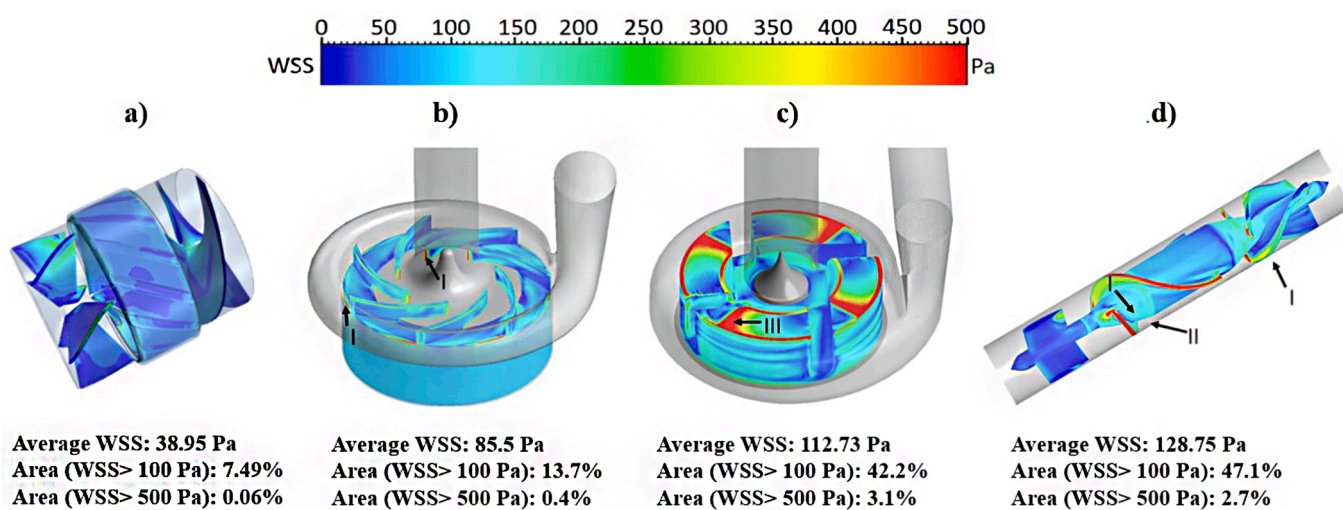 0 50 100 150 200 250 300 350 400 450 500
WSS Pa
a) b) c) .d)
I
I
III
I
I
II
Average WSS: 38.95 Pa
Area (WSS> 100 Pa): 7.49%
Area (WSS> 500 Pa): 0.06%
Average WSS: 85.5 Pa
Area (WSS> 100 Pa): 13.7%
Area (WSS> 500 Pa): 0.4%
Average WSS: 112.73 Pa
Area (WSS> 100 Pa): 42.2%
Area (WSS> 500 Pa): 3.1%
Average WSS: 128.75 Pa
Area (WSS> 100 Pa): 47.1%
Area (WSS> 500 Pa): 2.7%